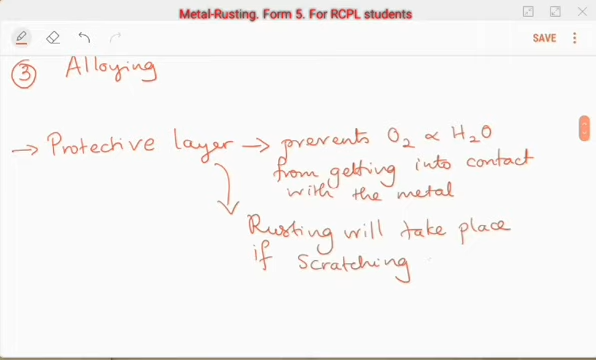 Metal-Rusting. Form 5. For RCPL students
SAVE
③ Alloying
→ Protective layer → prevents O₂ ∝ H₂O
from getting into contact
with the metal
Rusting will take place
if scratching